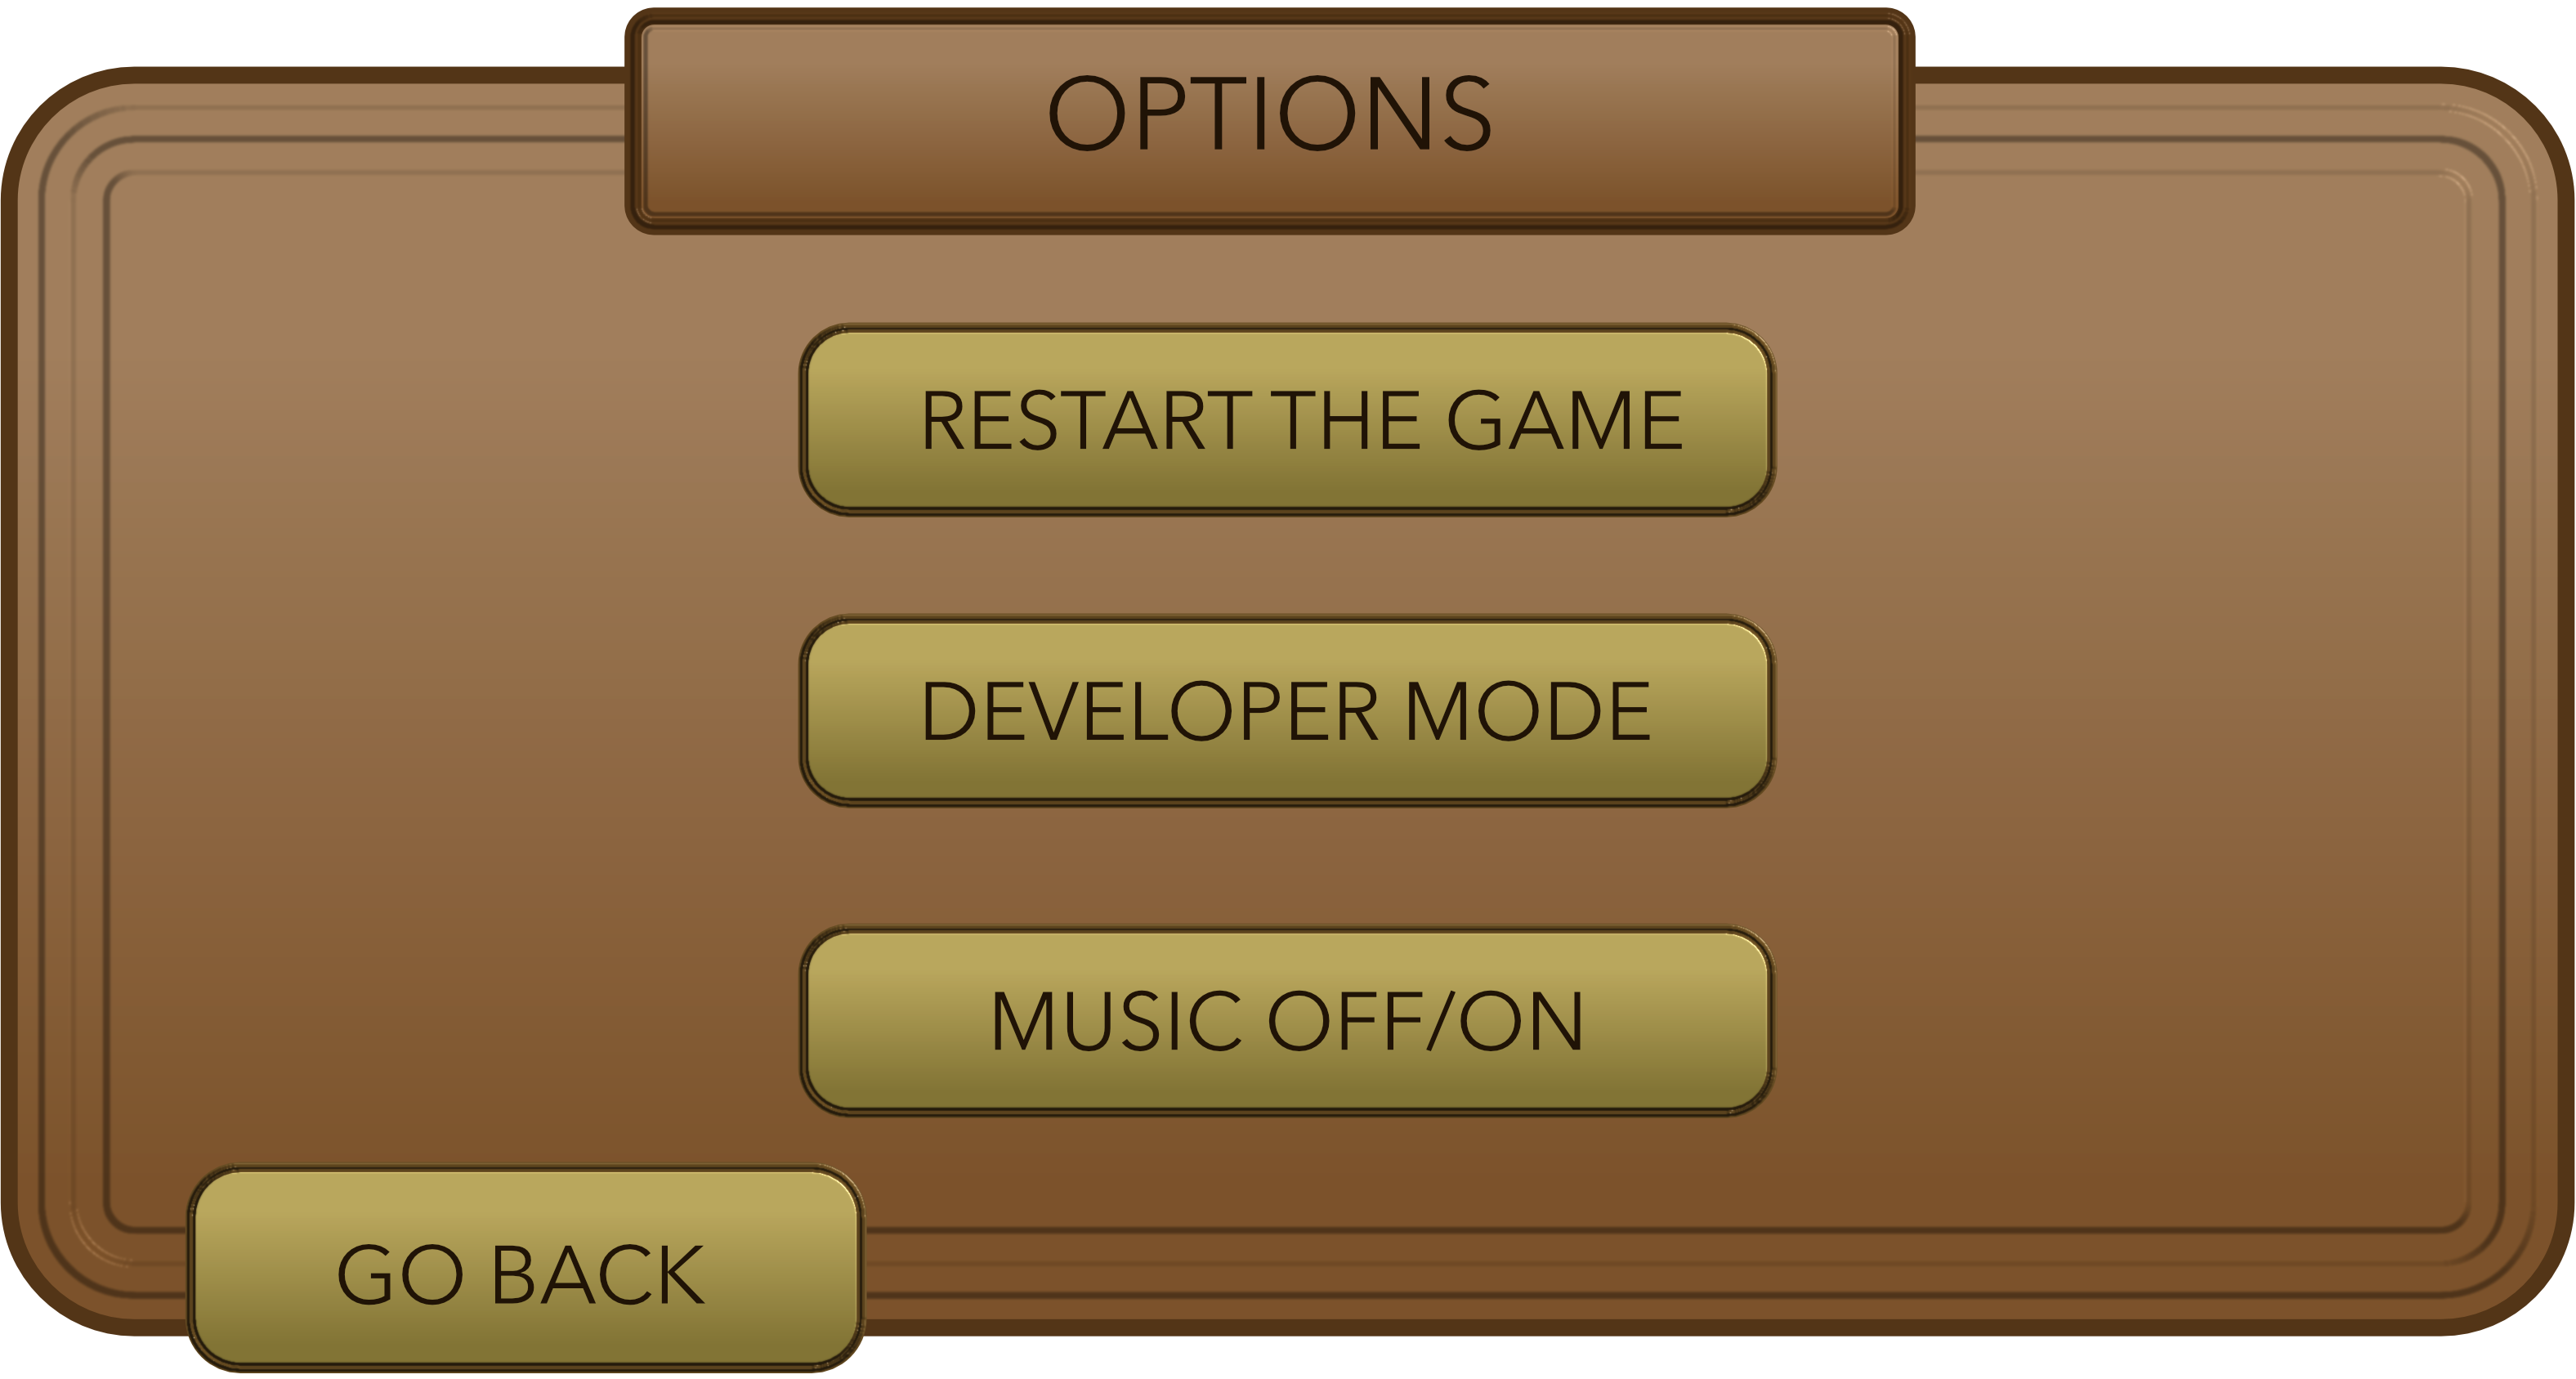 OPTIONS
RESTART THE GAME
DEVELOPER MODE
MUSIC OFF/ON
GO BACK